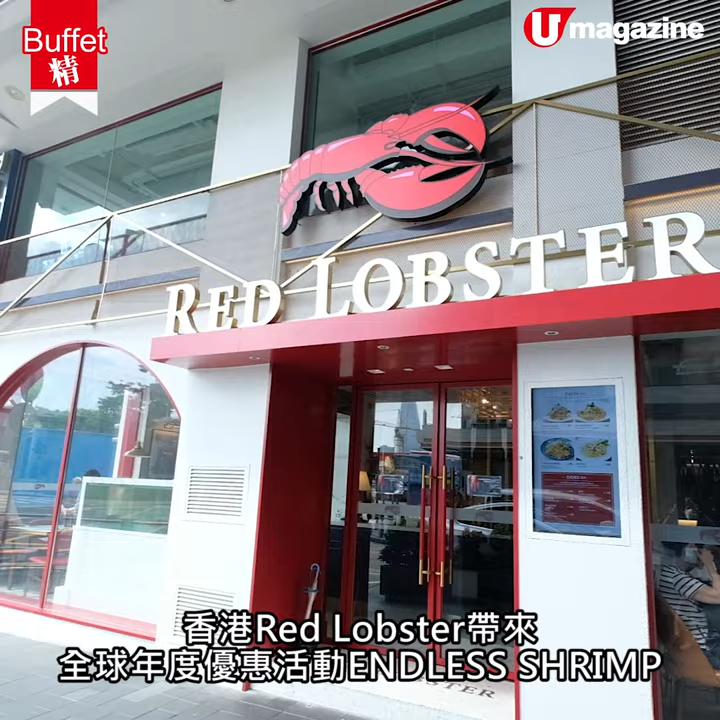 Buffet
精
U magazine
RED LOBSTER
香港Red Lobster帶來
全球年度優惠活動ENDLESS SHRIMP
LOBSTER